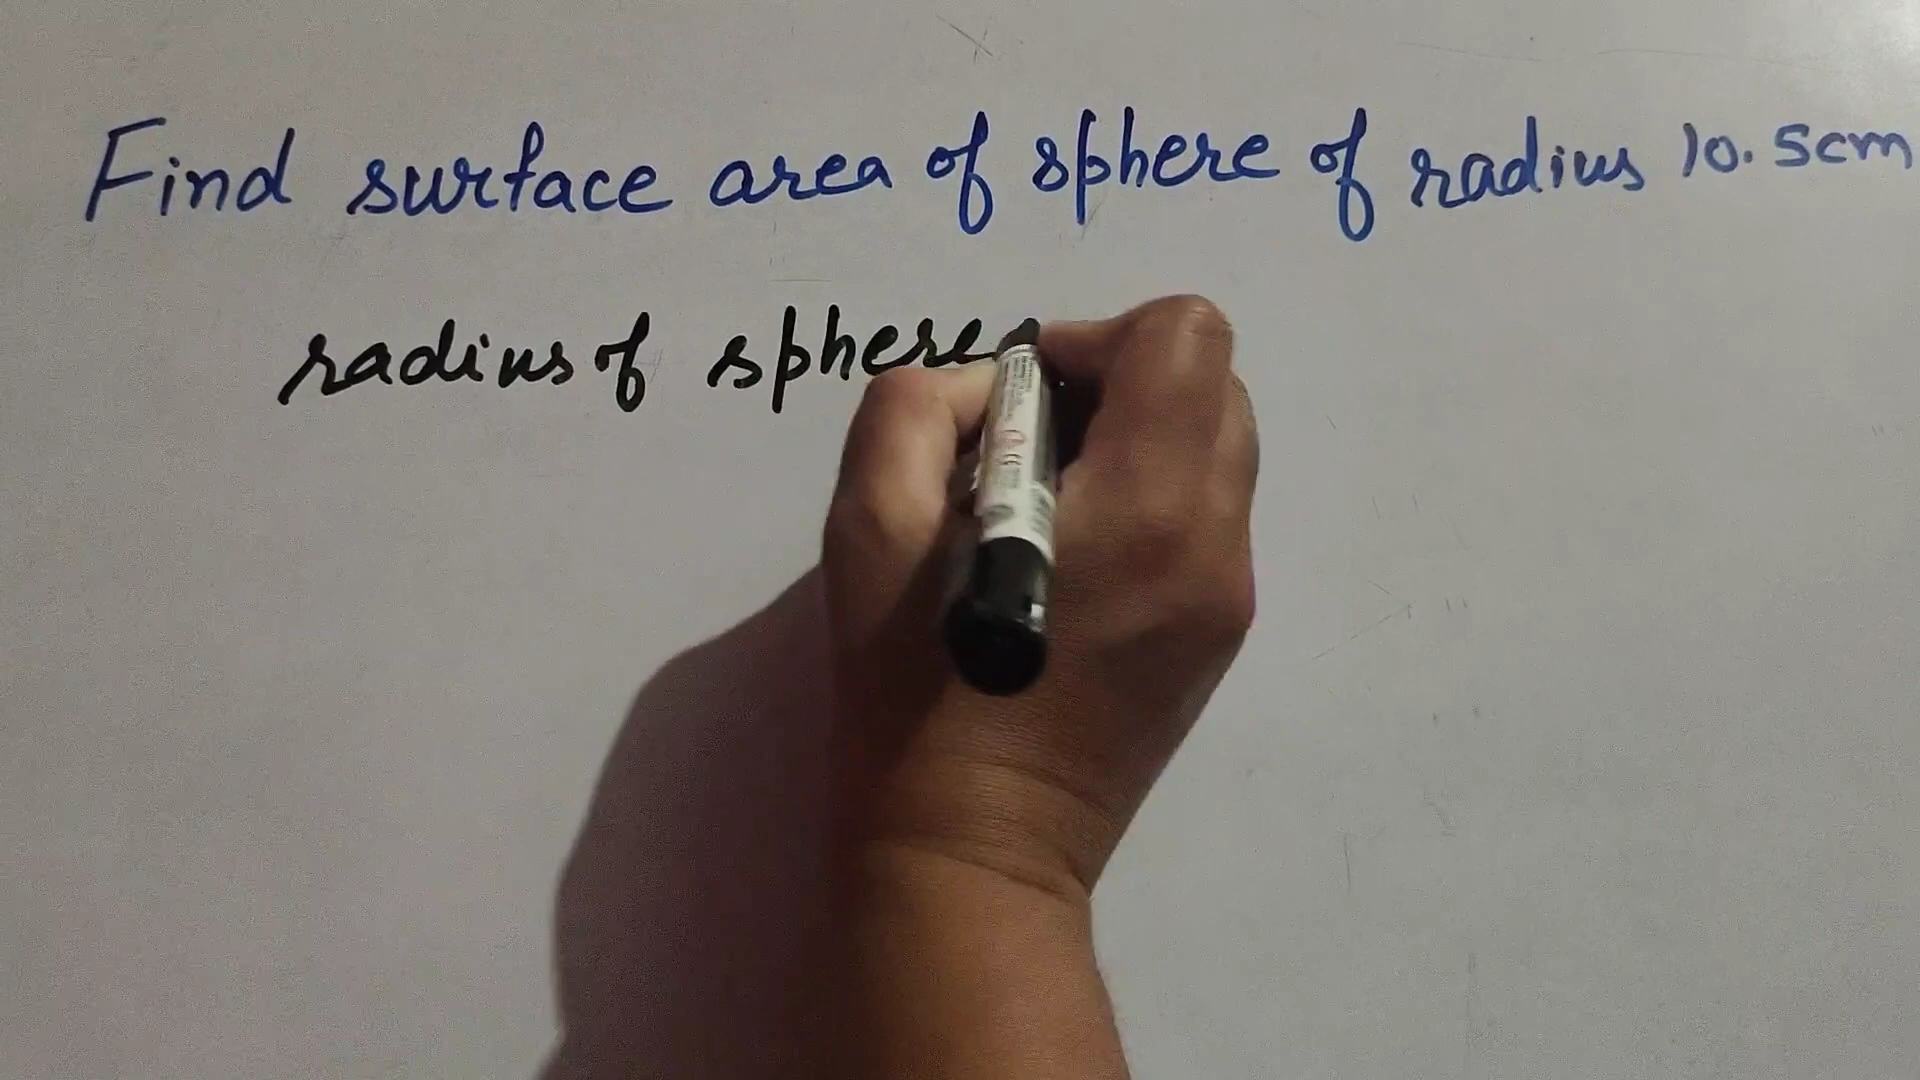 Find surface area of sphere of radius 10.5cm
radius of sphere